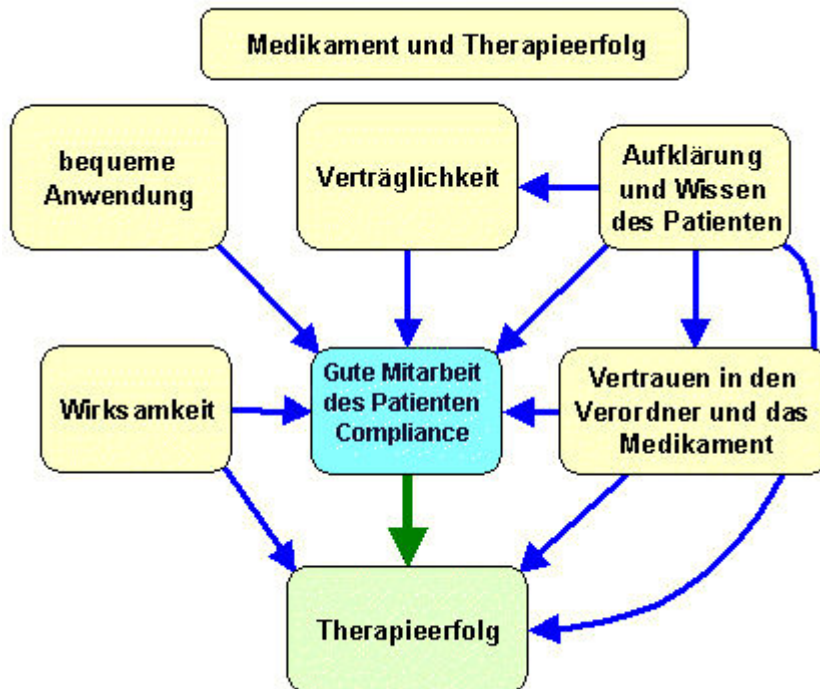 Medikament und Therapieerfolg
bequeme
Anwendung
Verträglichkeit
Aufklärung
und Wissen
des Patienten
Wirksamkeit
Gute Mitarbeit
des Patienten
Compliance
Vertrauen in den
Verordner und das
Medikament
Therapieerfolg